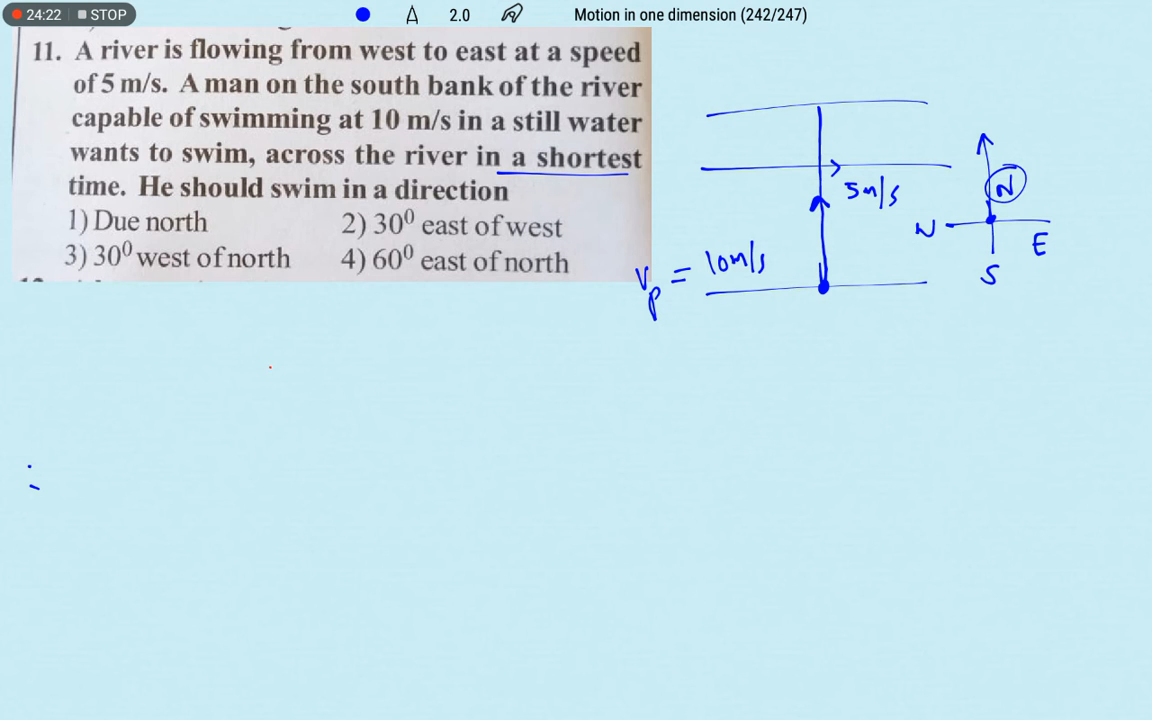 24:22 STOP 2.0 Motion in one dimension (242/247)
11. A river is flowing from west to east at a speed
of 5 m/s. A man on the south bank of the river
capable of swimming at 10 m/s in a still water
wants to swim, across the river in a shortest
time. He should swim in a direction
1) Due north 2) 30⁰ east of west
3) 30⁰ west of north 4) 60⁰ east of north
5m/s
N
W
E
S
Vp = 10m/s